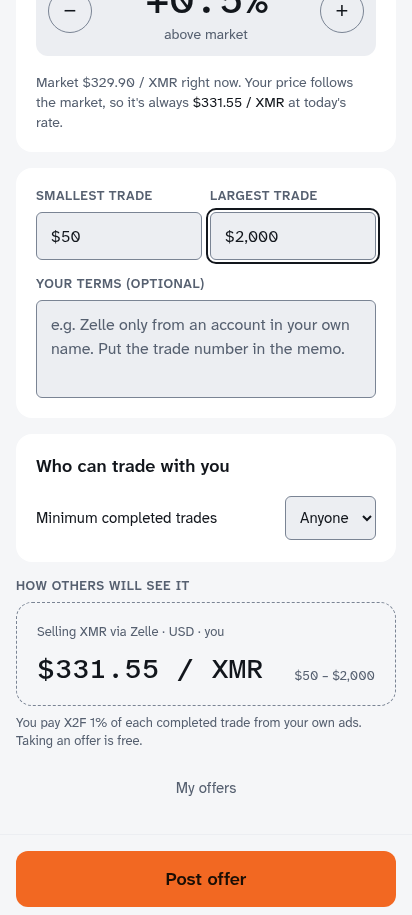 − +0.5% +
above market
Market $329.90 / XMR right now. Your price follows
the market, so it's always $331.55 / XMR at today's
rate.
SMALLEST TRADE LARGEST TRADE
$50 $2,000
YOUR TERMS (OPTIONAL)
e.g. Zelle only from an account in your own
name. Put the trade number in the memo.
Who can trade with you
Minimum completed trades Anyone
HOW OTHERS WILL SEE IT
Selling XMR via Zelle · USD · you
$331.55 / XMR $50 – $2,000
You pay X2F 1% of each completed trade from your own ads.
Taking an offer is free.
My offers
Post offer